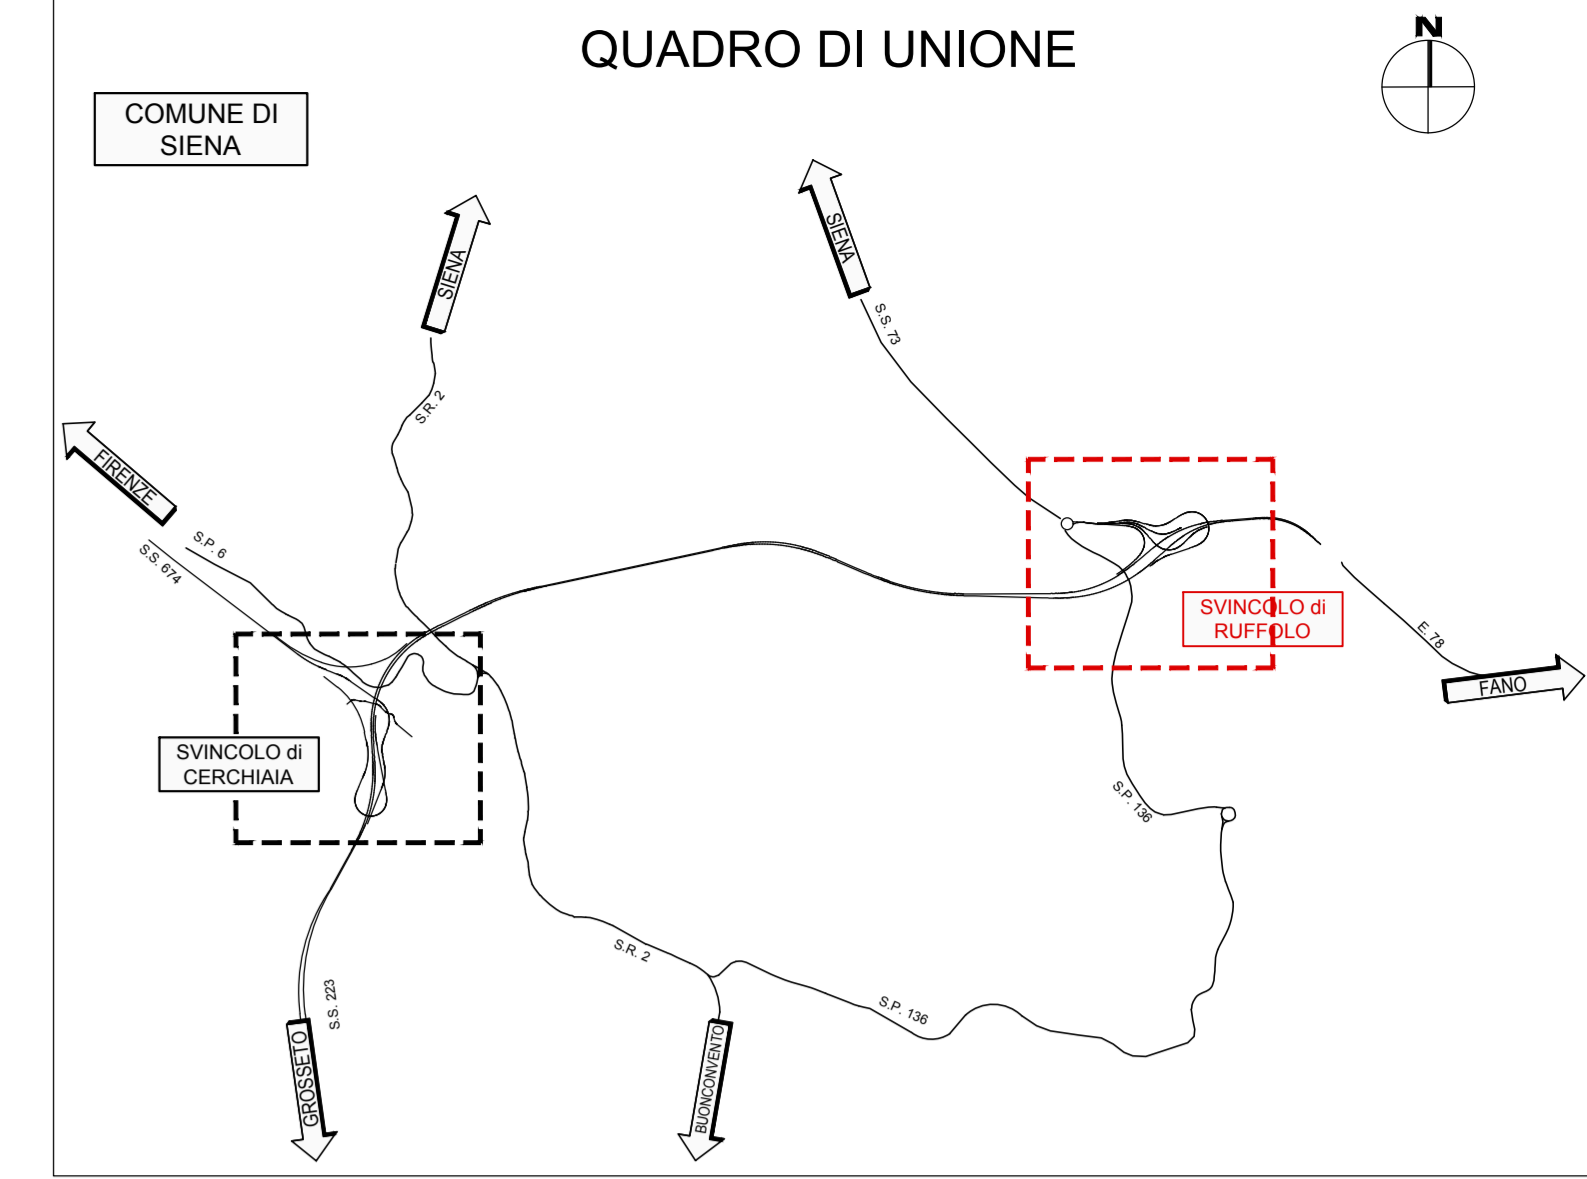 QUADRO DI UNIONE
N
COMUNE DI
SIENA
SIENA
SIENA
S.S. 73
S.R. 2
FIRENZE
S.P. 6
S.S. 674
SVINCOLO di
RUFFOLO
E. 78
FANO
SVINCOLO di
CERCHIAIA
S.P. 136
S.R. 2
S.S. 223
S.P. 136
GROSSETO
BUONCONVENTO